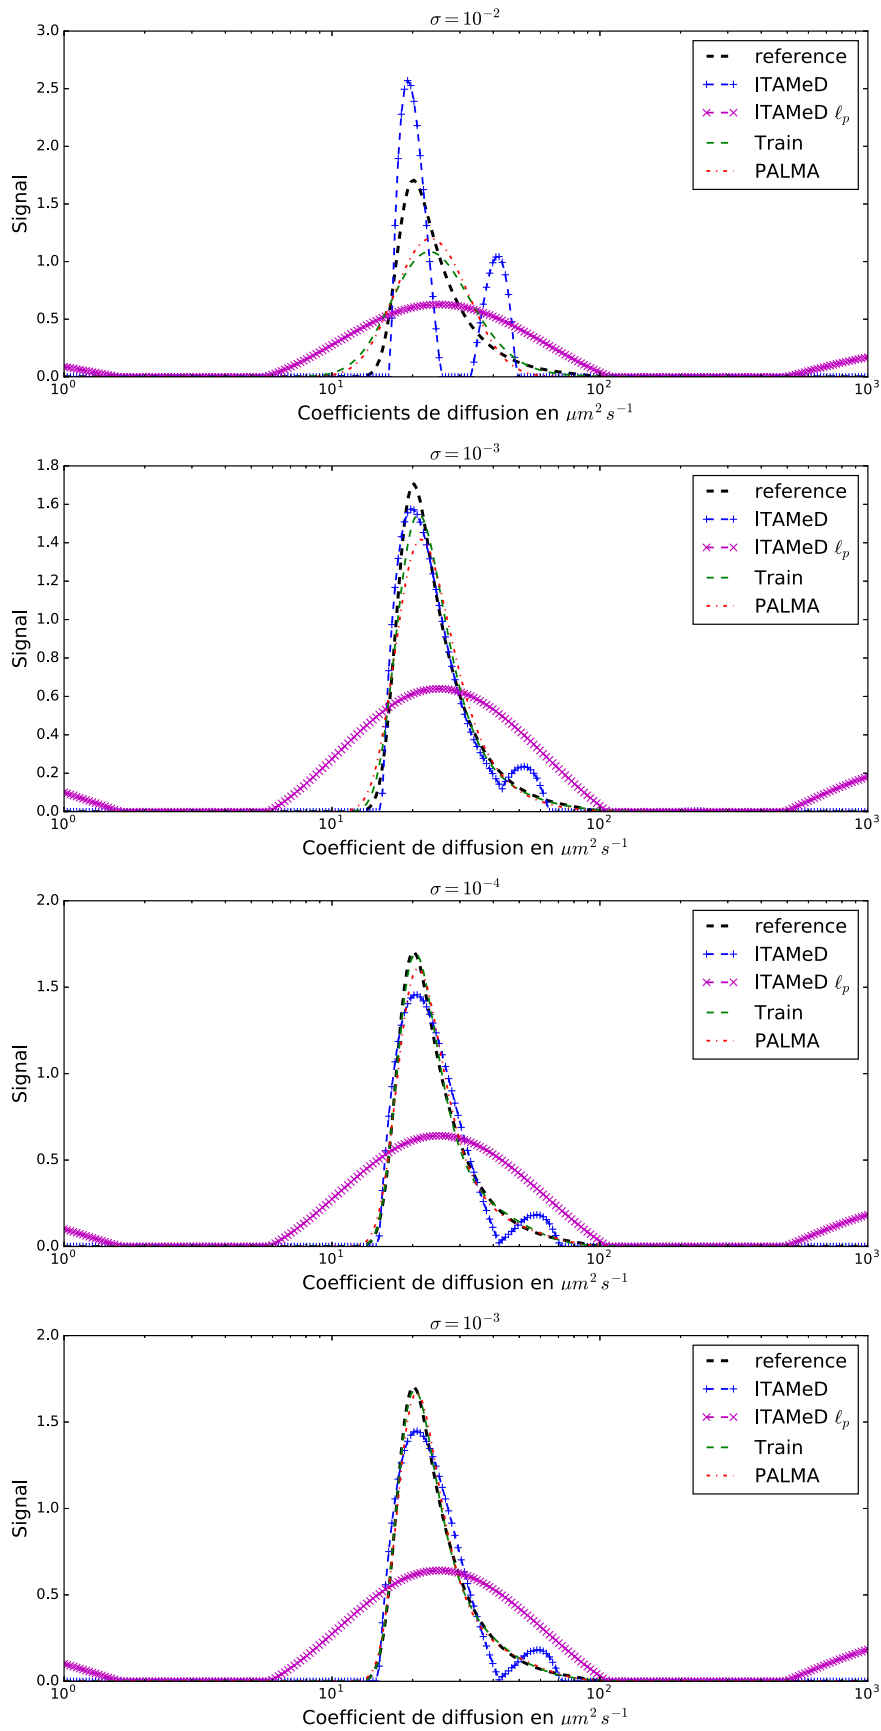 σ = 10⁻²
3.0
2.5
2.0
1.5
1.0
0.5
0.0
Signal
reference
ITAMeD
ITAMeD ℓₚ
Train
PALMA
10⁰ 10¹ 10² 10³
Coefficients de diffusion en μm² s⁻¹
σ = 10⁻³
1.8
1.6
1.4
1.2
1.0
0.8
0.6
0.4
0.2
0.0
Signal
reference
ITAMeD
ITAMeD ℓₚ
Train
PALMA
10⁰ 10¹ 10² 10³
Coefficient de diffusion en μm² s⁻¹
σ = 10⁻⁴
2.0
1.5
1.0
0.5
0.0
Signal
reference
ITAMeD
ITAMeD ℓₚ
Train
PALMA
10⁰ 10¹ 10² 10³
Coefficient de diffusion en μm² s⁻¹
σ = 10⁻³
2.0
1.5
1.0
0.5
0.0
Signal
reference
ITAMeD
ITAMeD ℓₚ
Train
PALMA
10⁰ 10¹ 10² 10³
Coefficient de diffusion en μm² s⁻¹